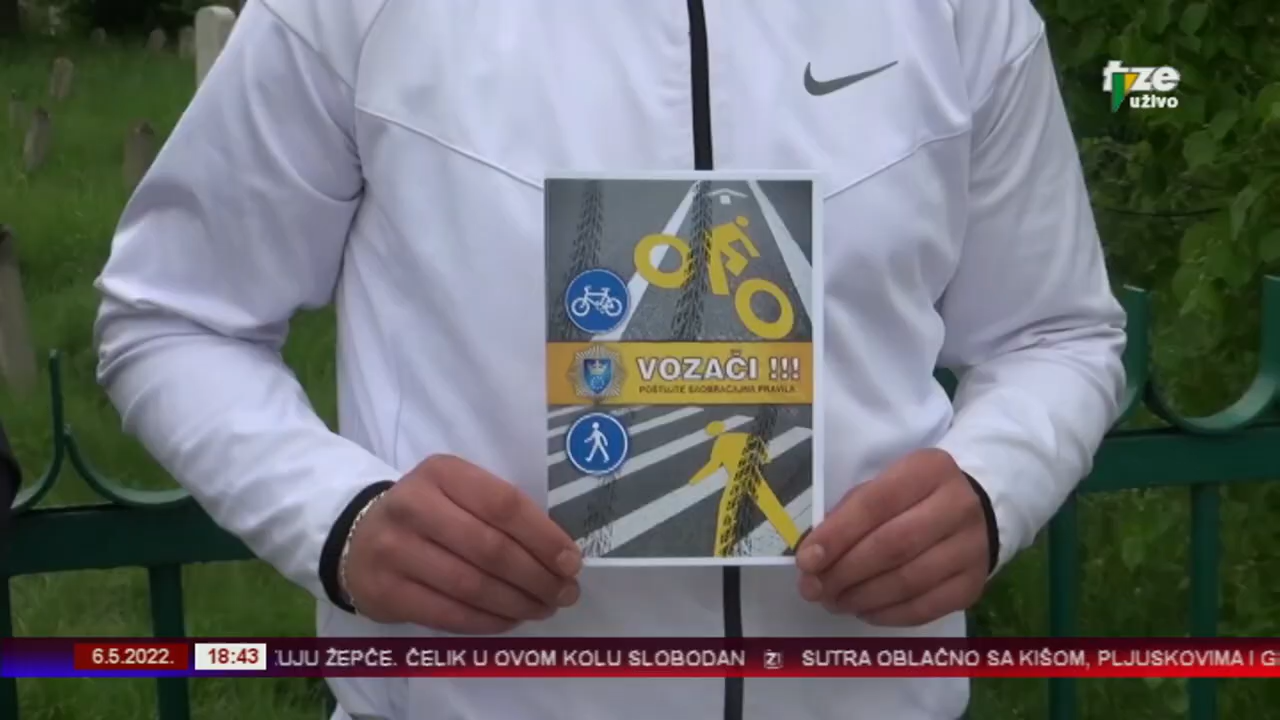 rtvze
uživo
VOZAČI !!!
POŠTUJTE SAOBRAĆAJNA PRAVILA
6.5.2022. 18:43 UJU ŽEPČE. ČELIK U OVOM KOLU SLOBODAN SUTRA OBLAČNO SA KIŠOM, PLJUSKOVIMA I